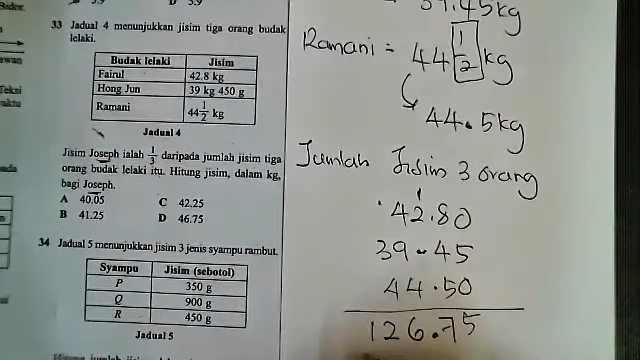 33 Jadual 4 menunjukkan jisim tiga orang budak
lelaki.
Budak lelaki Jisim
Fairul 42.8 kg
Hong Jun 39 kg 450 g
Ramani 44 1/2 kg
Jadual 4
Jisim Joseph ialah 1/3 daripada jumlah jisim tiga
orang budak lelaki itu. Hitung jisim, dalam kg,
bagi Joseph.
A 40.05 C 42.25
B 41.25 D 46.75
34 Jadual 5 menunjukkan jisim 3 jenis syampu rambut.
Syampu Jisim (sebotol)
P 350 g
Q 900 g
R 450 g
Jadual 5
39.45kg
Ramani = 44 1/2 kg
44.5kg
Jumlah Jisim 3 orang
1
42.80
39.45
44.50
126.75